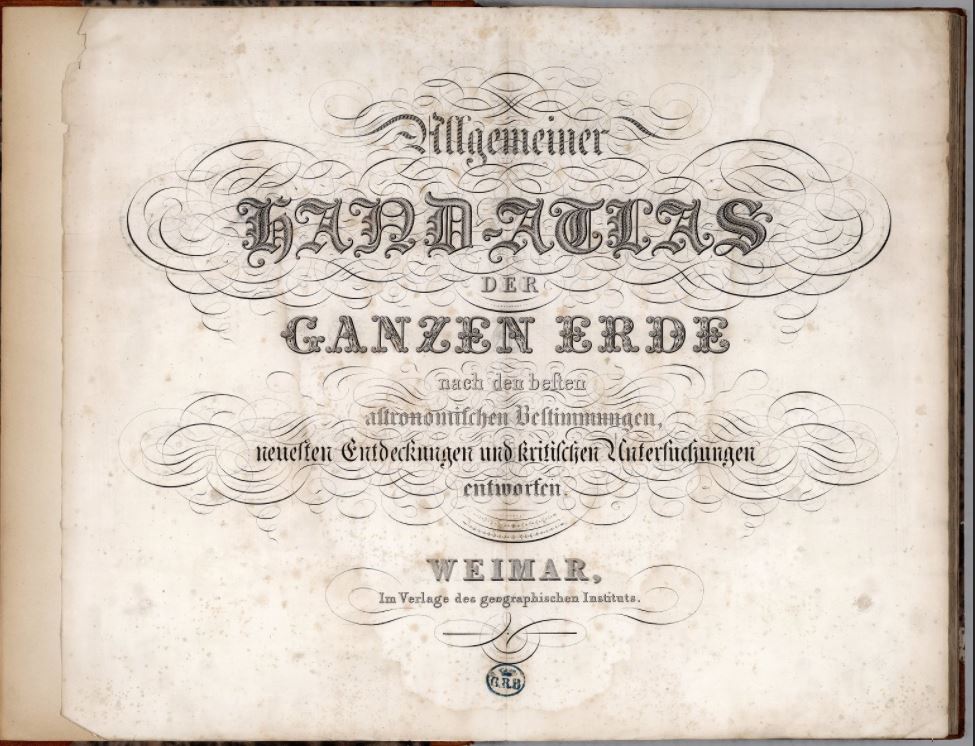 Allgemeiner
HAND-ATLAS
DER
GANZEN ERDE
nach den beſten
aſtronomiſchen Beſtimmungen,
neueſten Entdeckungen und kritiſchen Unterſuchungen
entworfen.
WEIMAR,
Im Verlage des geographischen Instituts.
G.R.B